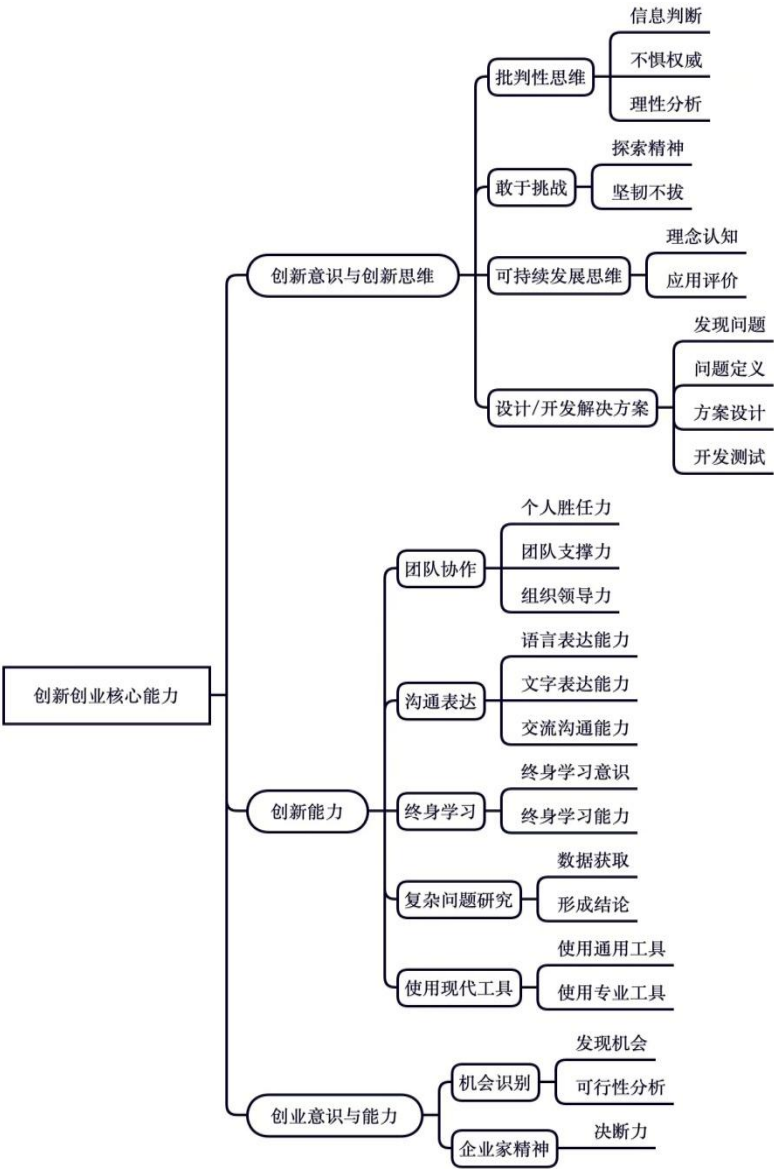 创新创业核心能力
创新意识与创新思维
批判性思维
信息判断
不惧权威
理性分析
敢于挑战
探索精神
坚韧不拔
可持续发展思维
理念认知
应用评价
设计/开发解决方案
发现问题
问题定义
方案设计
开发测试
创新能力
团队协作
个人胜任力
团队支撑力
组织领导力
沟通表达
语言表达能力
文字表达能力
交流沟通能力
终身学习
终身学习意识
终身学习能力
复杂问题研究
数据获取
形成结论
使用现代工具
使用通用工具
使用专业工具
创业意识与能力
机会识别
发现机会
可行性分析
企业家精神
决断力